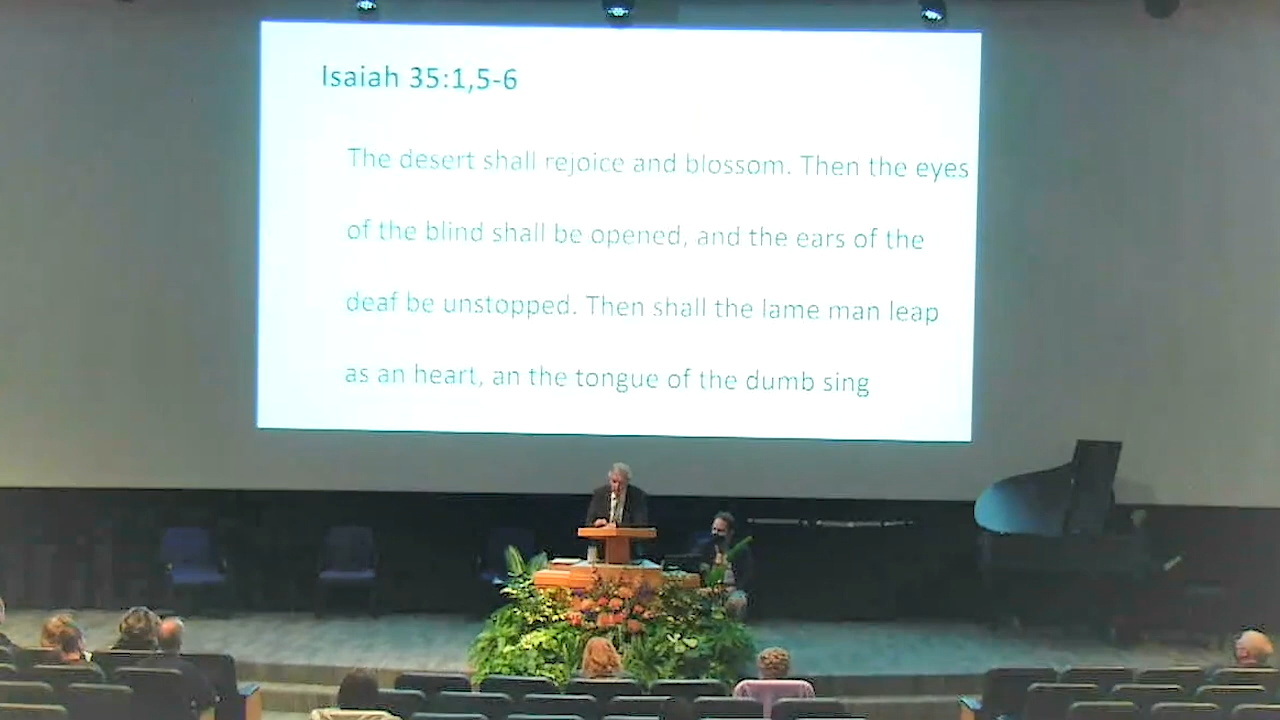 Isaiah 35:1,5-6
The desert shall rejoice and blossom. Then the eyes
of the blind shall be opened, and the ears of the
deaf be unstopped. Then shall the lame man leap
as an heart, an the tongue of the dumb sing